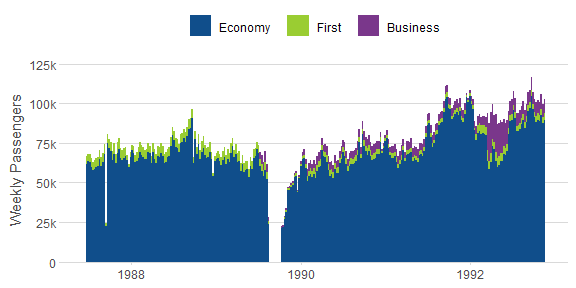 Economy First Business
125k
100k
75k
50k
25k
0
Weekly Passengers
1988 1990 1992